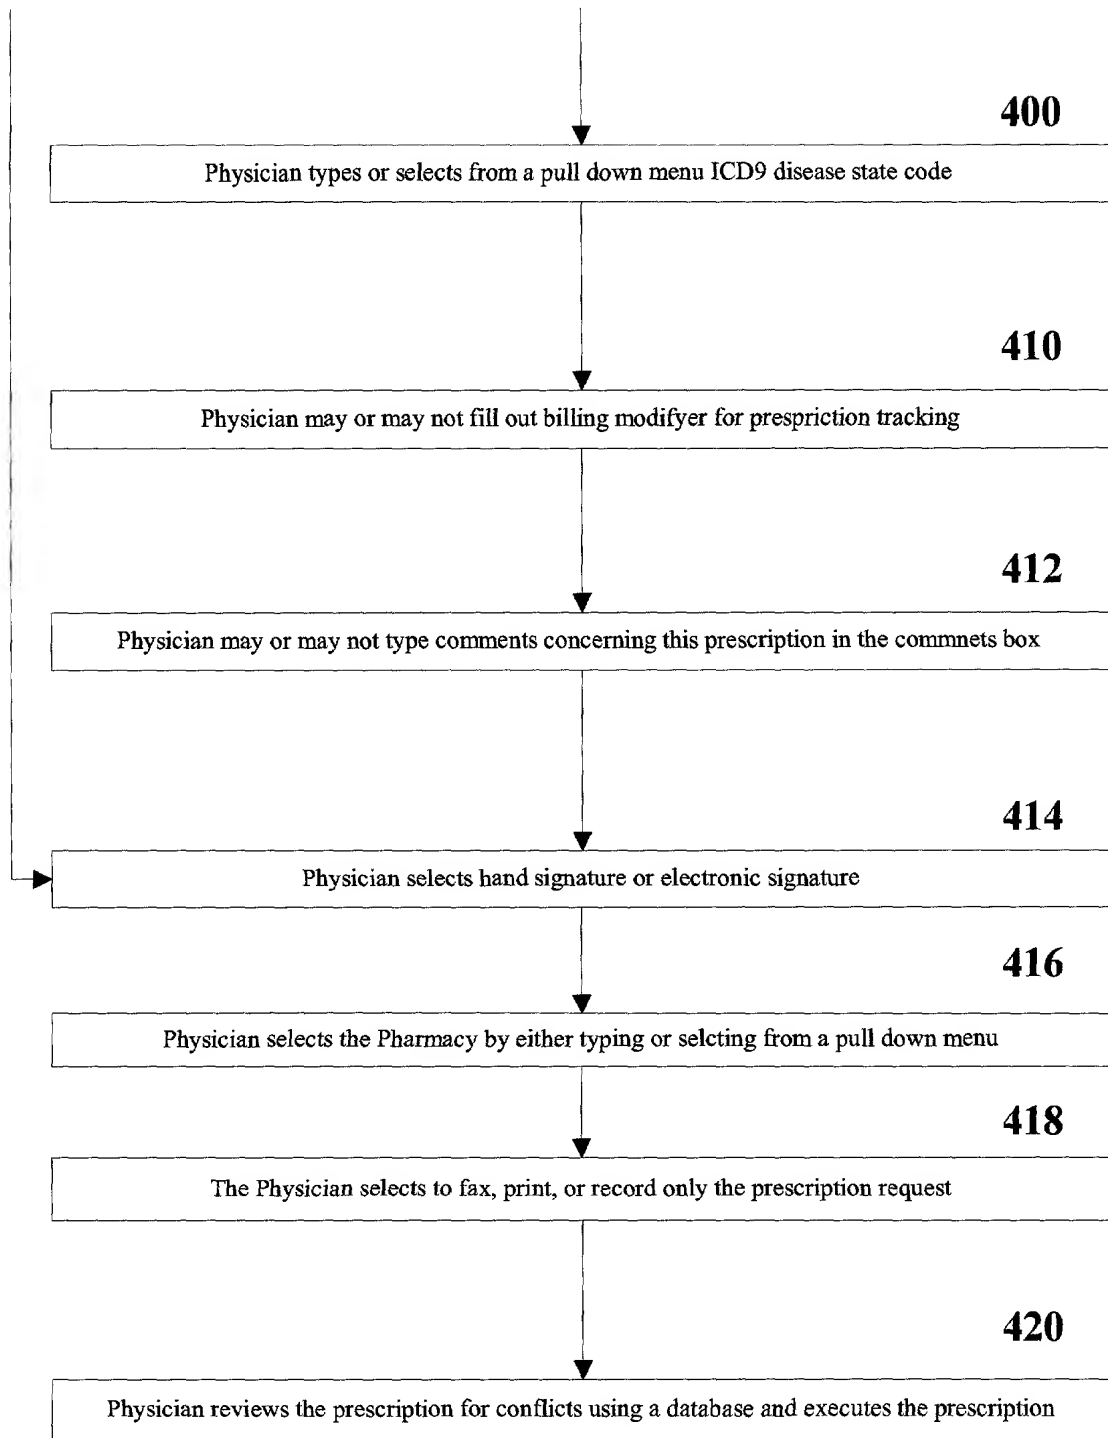 400
Physician types or selects from a pull down menu ICD9 disease state code
410
Physician may or may not fill out billing modifyer for prespriction tracking
412
Physician may or may not type comments concerning this prescription in the commnets box
414
Physician selects hand signature or electronic signature
416
Physician selects the Pharmacy by either typing or selcting from a pull down menu
418
The Physician selects to fax, print, or record only the prescription request
420
Physician reviews the prescription for conflicts using a database and executes the prescription